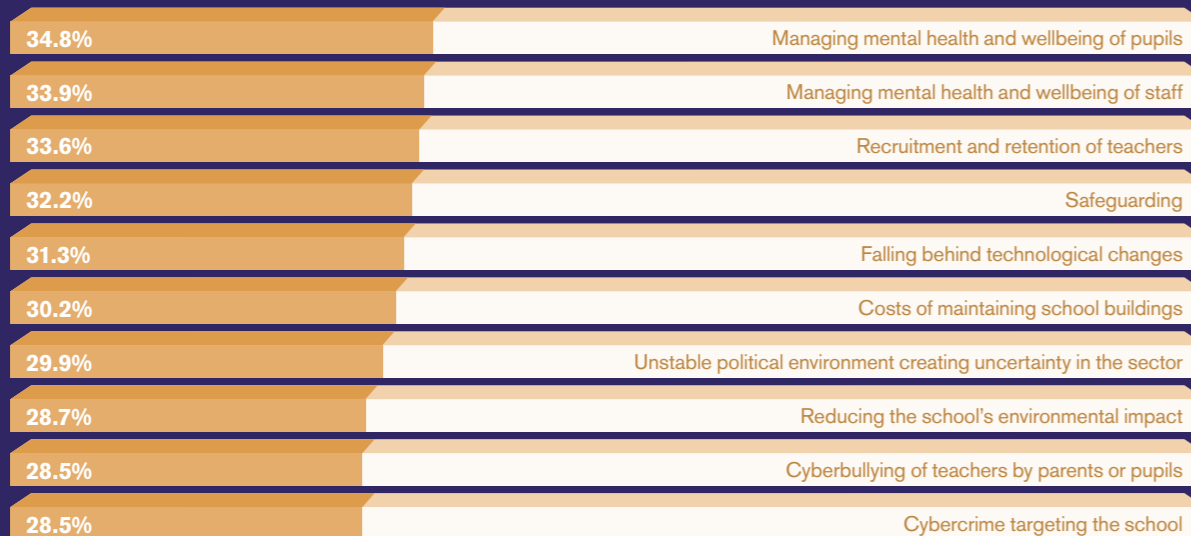 34.8% Managing mental health and wellbeing of pupils
33.9% Managing mental health and wellbeing of staff
33.6% Recruitment and retention of teachers
32.2% Safeguarding
31.3% Falling behind technological changes
30.2% Costs of maintaining school buildings
29.9% Unstable political environment creating uncertainty in the sector
28.7% Reducing the school's environmental impact
28.5% Cyberbullying of teachers by parents or pupils
28.5% Cybercrime targeting the school